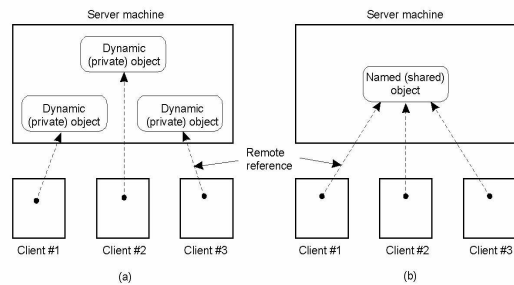 Server machine
Dynamic
(private) object
Dynamic
(private) object
Dynamic
(private) object
Client #1
Client #2
Client #3
(a)
Remote
reference
Server machine
Named (shared)
object
Client #1
Client #2
Client #3
(b)